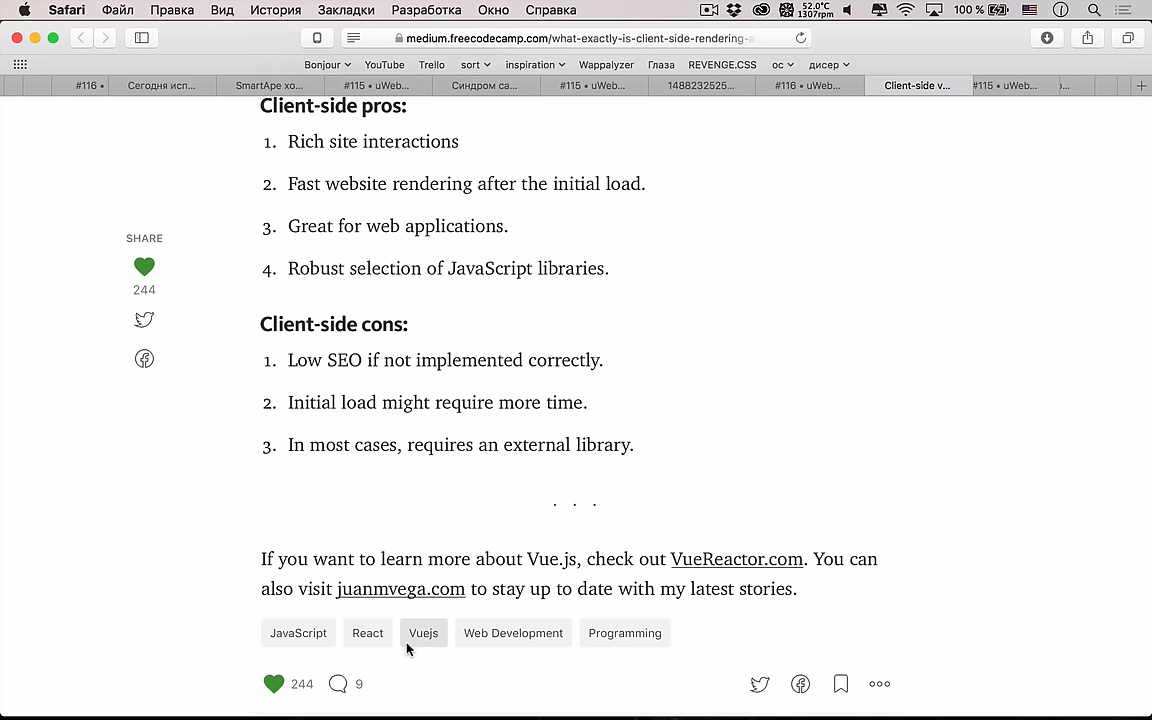 Safari Файл Правка Вид История Закладки Разработка Окно Справка 52.0°C 1307rpm 100 %
medium.freecodecamp.com/what-exactly-is-client-side-rendering-
Bonjour YouTube Trello sort inspiration Wappalyzer Глаза REVENGE.CSS ос дисер
#116 • Сегодня исп... SmartApe хо... #115 • uWeb... Синдром са... #115 • uWeb... 1488232525... #116 • uWeb... Client-side v... #115 • uWeb...
Client-side pros:
1. Rich site interactions
2. Fast website rendering after the initial load.
3. Great for web applications.
4. Robust selection of JavaScript libraries.
SHARE
244
Client-side cons:
1. Low SEO if not implemented correctly.
2. Initial load might require more time.
3. In most cases, requires an external library.
. . .
If you want to learn more about Vue.js, check out VueReactor.com. You can
also visit juanmvega.com to stay up to date with my latest stories.
JavaScript React Vuejs Web Development Programming
244 9